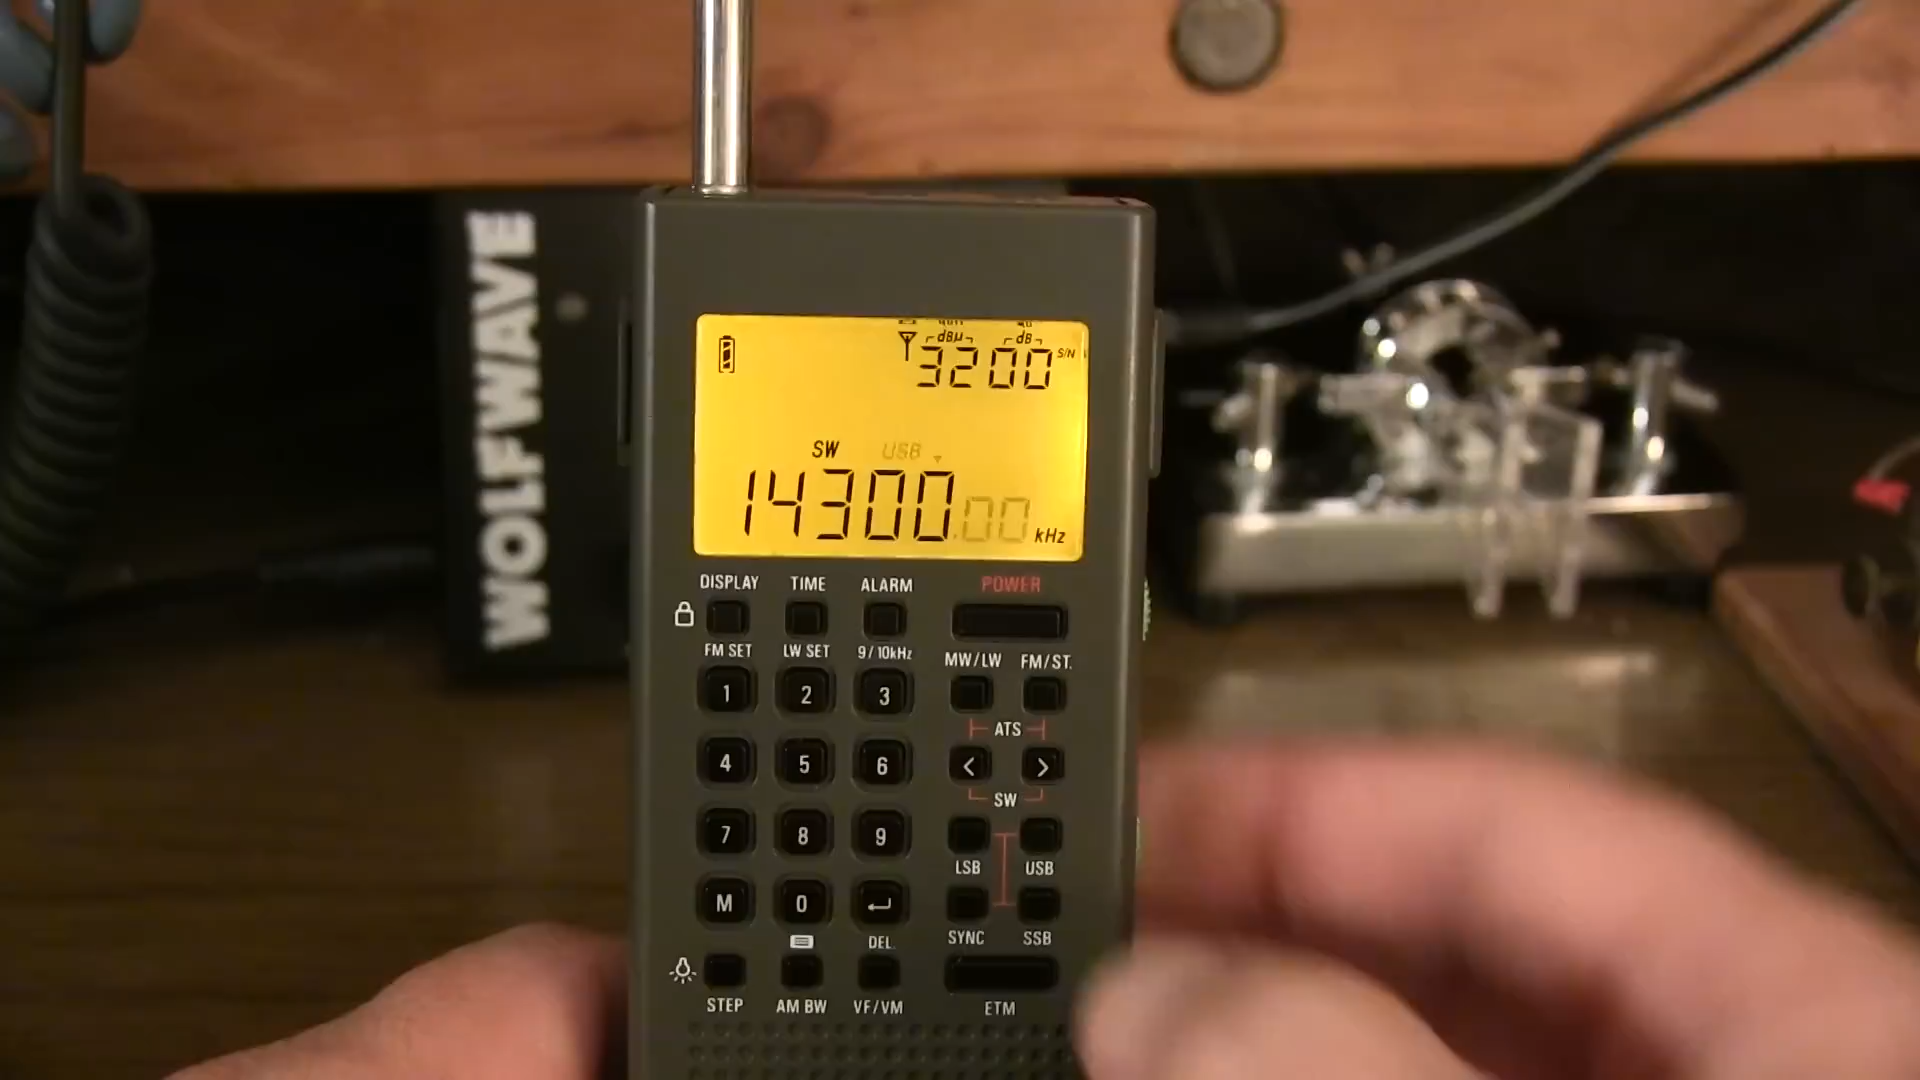 WOLFWAVE
dBµ dB
3200 S/N
SW USB
14300.00 kHz
DISPLAY TIME ALARM POWER
FM SET LW SET 9/10kHz MW/LW FM/ST.
1 2 3
ATS
4 5 6 < >
SW
7 8 9
LSB USB
M 0
DEL. SYNC SSB
STEP AM BW VF/VM ETM